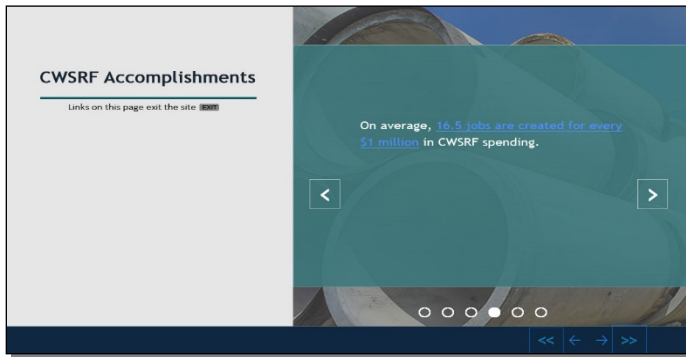 CWSRF Accomplishments
Links on this page exit the site EXIT
On average, 16.5 jobs are created for every
$1 million in CWSRF spending.
< >
<< ← → >>